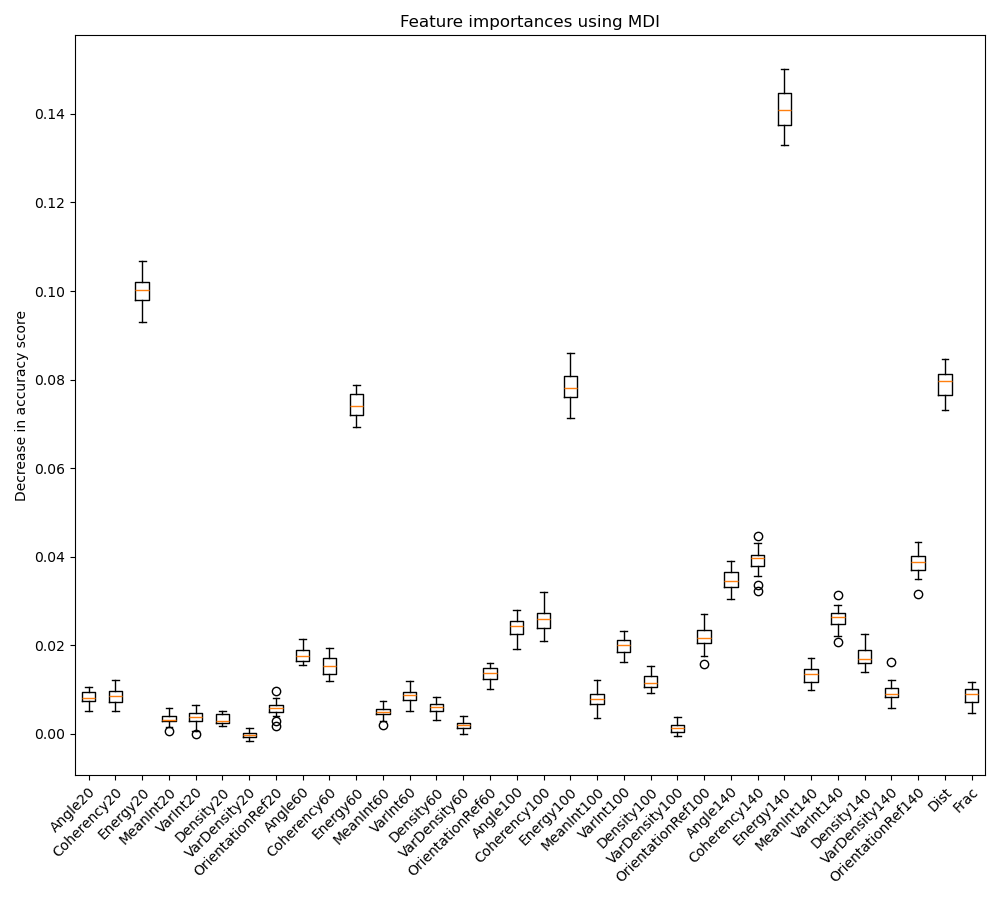 Feature importances using MDI
Decrease in accuracy score
0.14
0.12
0.10
0.08
0.06
0.04
0.02
0.00
Angle20
Coherency20
Energy20
MeanInt20
VarInt20
Density20
VarDensity20
OrientationRef20
Angle60
Coherency60
Energy60
MeanInt60
VarInt60
Density60
VarDensity60
OrientationRef60
Angle100
Coherency100
Energy100
MeanInt100
VarInt100
Density100
VarDensity100
OrientationRef100
Angle140
Coherency140
Energy140
MeanInt140
VarInt140
Density140
VarDensity140
OrientationRef140
Dist
Frac